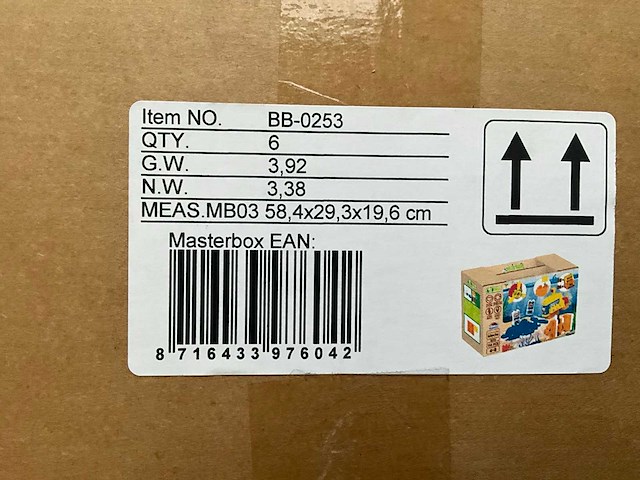 Item NO. BB-0253
QTY. 6
G.W. 3,92
N.W. 3,38
MEAS.MB03 58,4x29,3x19,6 cm
Masterbox EAN:
8 716433 976042